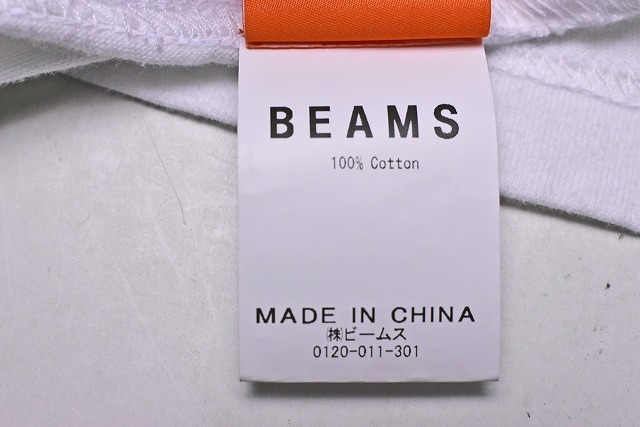 BEAMS
100% Cotton
MADE IN CHINA
㈱ビームス
0120-011-301